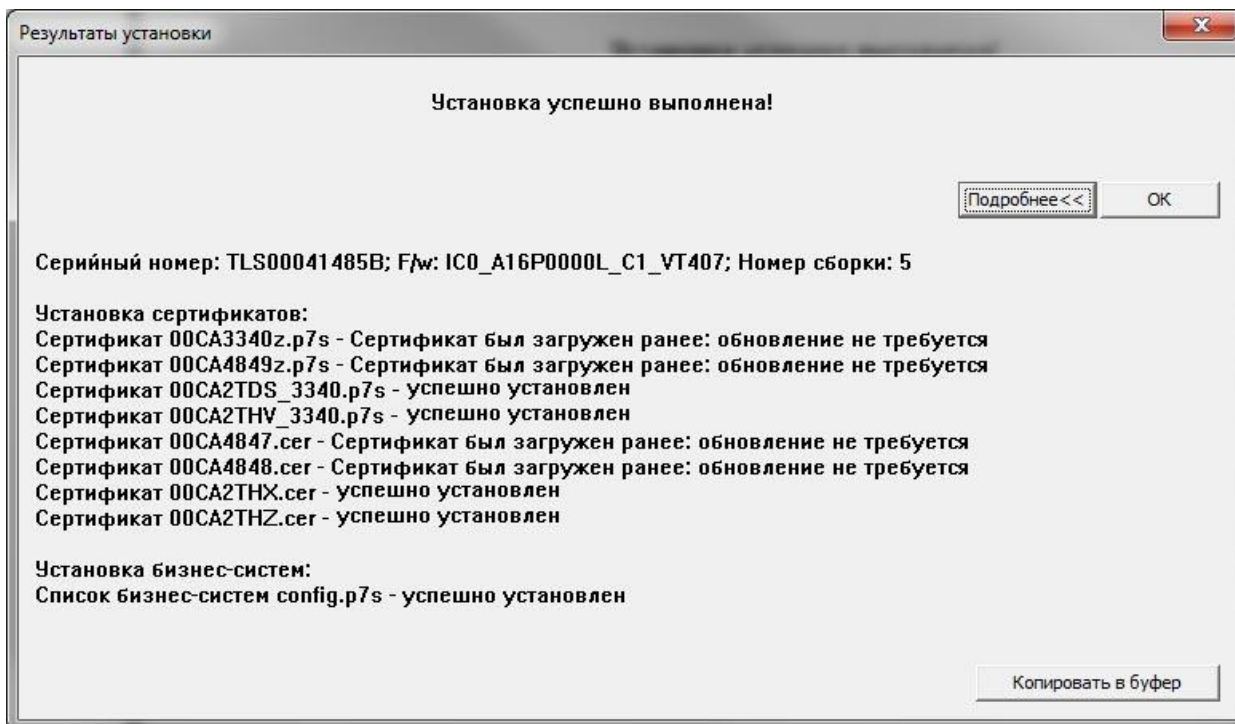 Результаты установки
Установка успешно выполнена!
Подробнее<<
OK
Серийный номер: TLS00041485B; F/w: IC0_A16P0000L_C1_VT407; Номер сборки: 5
Установка сертификатов:
Сертификат 00CA3340z.p7s - Сертификат был загружен ранее: обновление не требуется
Сертификат 00CA4849z.p7s - Сертификат был загружен ранее: обновление не требуется
Сертификат 00CA2TDS_3340.p7s - успешно установлен
Сертификат 00CA2THV_3340.p7s - успешно установлен
Сертификат 00CA4847.cer - Сертификат был загружен ранее: обновление не требуется
Сертификат 00CA4848.cer - Сертификат был загружен ранее: обновление не требуется
Сертификат 00CA2THX.cer - успешно установлен
Сертификат 00CA2THZ.cer - успешно установлен
Установка бизнес-систем:
Список бизнес-систем config.p7s - успешно установлен
Копировать в буфер